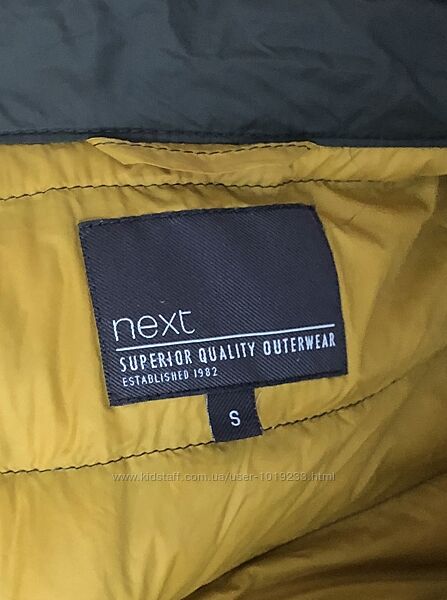 next
SUPERIOR QUALITY OUTERWEAR
ESTABLISHED 1982
S
www.kidstaff.com.ua/user-1019233.html